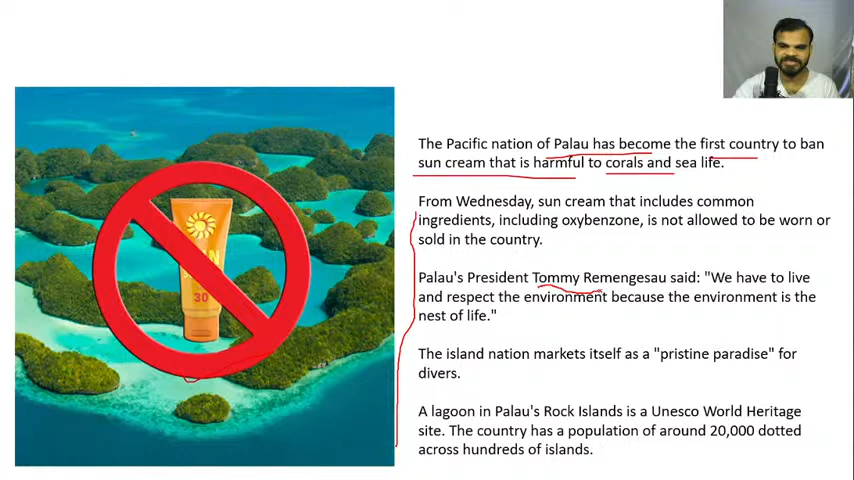 The Pacific nation of Palau has become the first country to ban
sun cream that is harmful to corals and sea life.
From Wednesday, sun cream that includes common
ingredients, including oxybenzone, is not allowed to be worn or
sold in the country.
Palau's President Tommy Remengesau said: "We have to live
and respect the environment because the environment is the
nest of life."
The island nation markets itself as a "pristine paradise" for
divers.
A lagoon in Palau's Rock Islands is a Unesco World Heritage
site. The country has a population of around 20,000 dotted
across hundreds of islands.
30